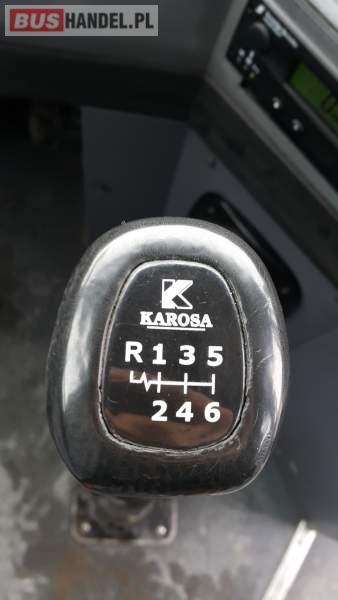 BUSHANDEL.PL
K
KAROSA
R 1 3 5
2 4 6